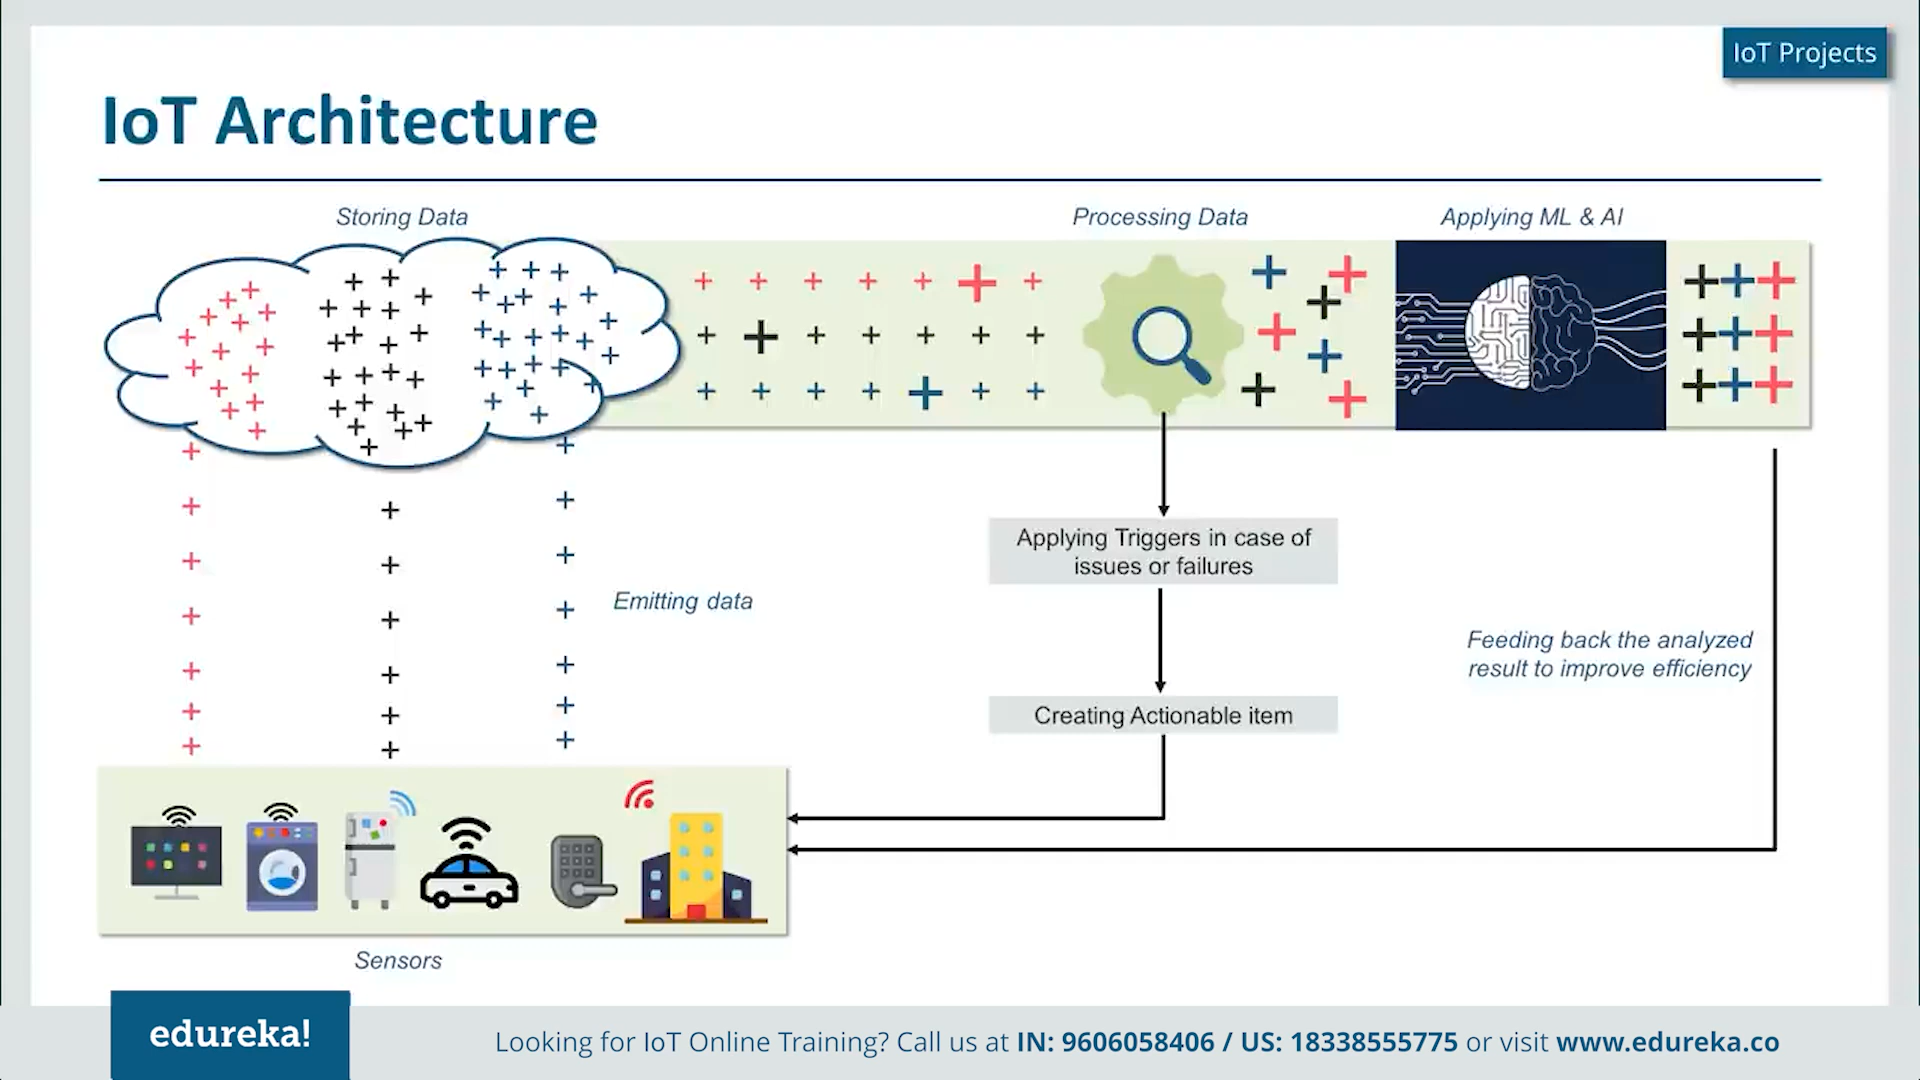 IoT Projects
IoT Architecture
Storing Data
Processing Data
Applying ML & AI
Applying Triggers in case of
issues or failures
Emitting data
Feeding back the analyzed
result to improve efficiency
Creating Actionable item
Sensors
edureka!
Looking for IoT Online Training? Call us at IN: 9606058406 / US: 18338555775 or visit www.edureka.co